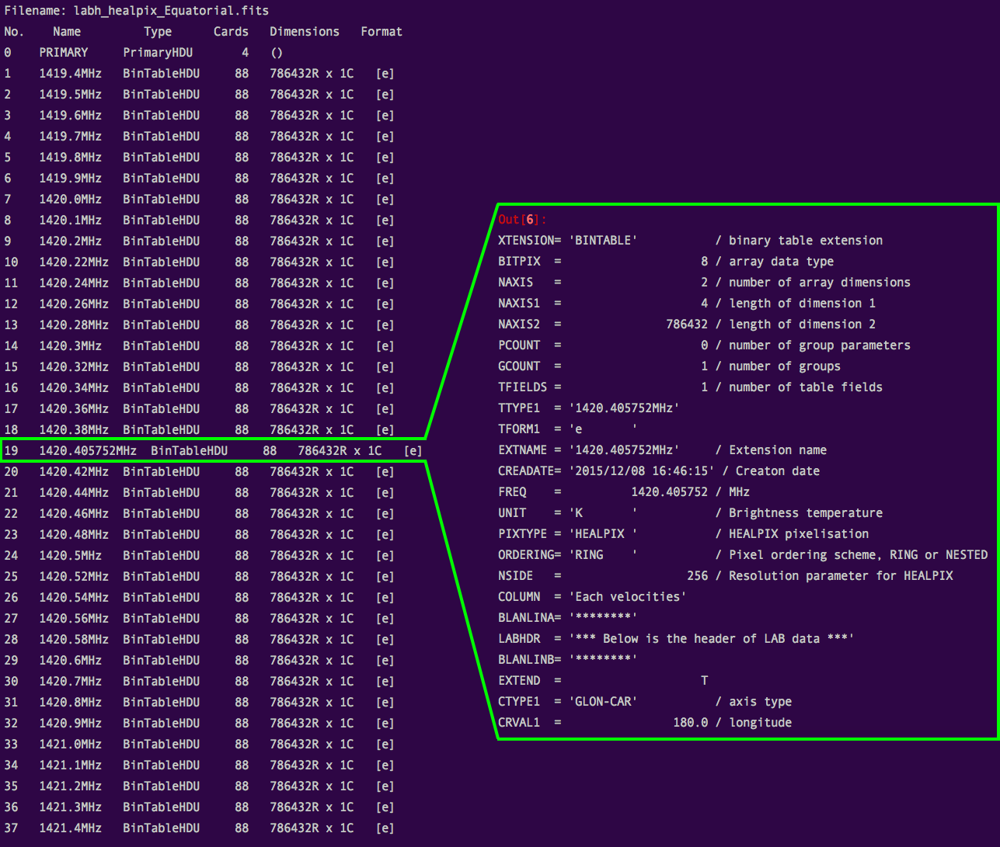 Filename: labh_healpix_Equatorial.fits
No.    Name         Type      Cards   Dimensions   Format
0    PRIMARY     PrimaryHDU       4   ()
1    1419.4MHz   BinTableHDU     88   786432R x 1C   [e]
2    1419.5MHz   BinTableHDU     88   786432R x 1C   [e]
3    1419.6MHz   BinTableHDU     88   786432R x 1C   [e]
4    1419.7MHz   BinTableHDU     88   786432R x 1C   [e]
5    1419.8MHz   BinTableHDU     88   786432R x 1C   [e]
6    1419.9MHz   BinTableHDU     88   786432R x 1C   [e]
7    1420.0MHz   BinTableHDU     88   786432R x 1C   [e]
8    1420.1MHz   BinTableHDU     88   786432R x 1C   [e]
9    1420.2MHz   BinTableHDU     88   786432R x 1C   [e]
10   1420.22MHz  BinTableHDU     88   786432R x 1C   [e]
11   1420.24MHz  BinTableHDU     88   786432R x 1C   [e]
12   1420.26MHz  BinTableHDU     88   786432R x 1C   [e]
13   1420.28MHz  BinTableHDU     88   786432R x 1C   [e]
14   1420.3MHz   BinTableHDU     88   786432R x 1C   [e]
15   1420.32MHz  BinTableHDU     88   786432R x 1C   [e]
16   1420.34MHz  BinTableHDU     88   786432R x 1C   [e]
17   1420.36MHz  BinTableHDU     88   786432R x 1C   [e]
18   1420.38MHz  BinTableHDU     88   786432R x 1C   [e]
19   1420.405752MHz  BinTableHDU     88   786432R x 1C   [e]
20   1420.42MHz  BinTableHDU     88   786432R x 1C   [e]
21   1420.44MHz  BinTableHDU     88   786432R x 1C   [e]
22   1420.46MHz  BinTableHDU     88   786432R x 1C   [e]
23   1420.48MHz  BinTableHDU     88   786432R x 1C   [e]
24   1420.5MHz   BinTableHDU     88   786432R x 1C   [e]
25   1420.52MHz  BinTableHDU     88   786432R x 1C   [e]
26   1420.54MHz  BinTableHDU     88   786432R x 1C   [e]
27   1420.56MHz  BinTableHDU     88   786432R x 1C   [e]
28   1420.58MHz  BinTableHDU     88   786432R x 1C   [e]
29   1420.6MHz   BinTableHDU     88   786432R x 1C   [e]
30   1420.7MHz   BinTableHDU     88   786432R x 1C   [e]
31   1420.8MHz   BinTableHDU     88   786432R x 1C   [e]
32   1420.9MHz   BinTableHDU     88   786432R x 1C   [e]
33   1421.0MHz   BinTableHDU     88   786432R x 1C   [e]
34   1421.1MHz   BinTableHDU     88   786432R x 1C   [e]
35   1421.2MHz   BinTableHDU     88   786432R x 1C   [e]
36   1421.3MHz   BinTableHDU     88   786432R x 1C   [e]
37   1421.4MHz   BinTableHDU     88   786432R x 1C   [e]
Out[6]:
XTENSION= 'BINTABLE'           / binary table extension
BITPIX  =                    8 / array data type
NAXIS   =                    2 / number of array dimensions
NAXIS1  =                    4 / length of dimension 1
NAXIS2  =               786432 / length of dimension 2
PCOUNT  =                    0 / number of group parameters
GCOUNT  =                    1 / number of groups
TFIELDS =                    1 / number of table fields
TTYPE1  = '1420.405752MHz'
TFORM1  = 'e       '
EXTNAME = '1420.405752MHz'     / Extension name
CREADATE= '2015/12/08 16:46:15' / Creaton date
FREQ    =          1420.405752 / MHz
UNIT    = 'K       '           / Brightness temperature
PIXTYPE = 'HEALPIX '           / HEALPIX pixelisation
ORDERING= 'RING    '           / Pixel ordering scheme, RING or NESTED
NSIDE   =                  256 / Resolution parameter for HEALPIX
COLUMN  = 'Each velocities'
BLANLINA= '********'
LABHDR  = '*** Below is the header of LAB data ***'
BLANLINB= '********'
EXTEND  =                    T
CTYPE1  = 'GLON-CAR'           / axis type
CRVAL1  =                180.0 / longitude